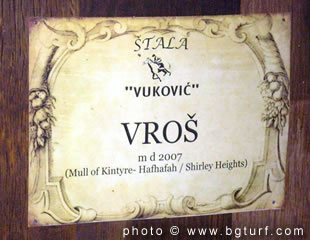 ŠTALA
"VUKOVIĆ"
VROŠ
m d 2007
(Mull of Kintyre- Hafhafah / Shirley Heights)
photo © www.bgturf.com